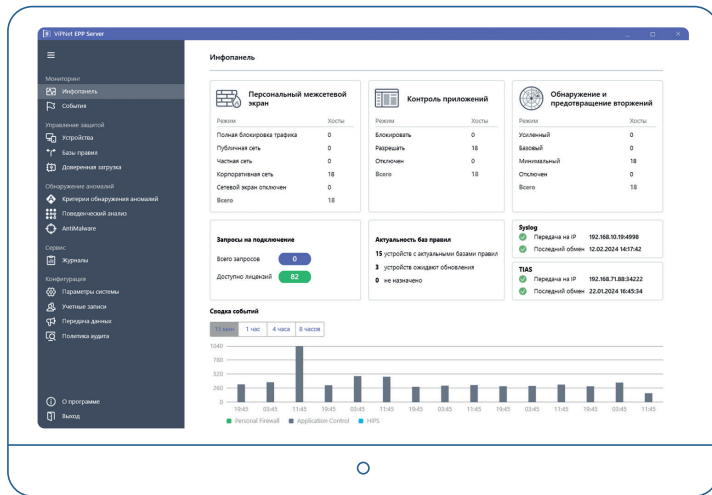 ViPNet EPP Server
Мониторинг
Инфопанель
События
Управление защитой
Устройства
Базы правил
Доверенная загрузка
Обнаружение аномалий
Критерии обнаружения аномалий
Поведенческий анализ
AntiMalware
Сервис
Журналы
Конфигурация
Параметры системы
Учетные записи
Передача данных
Политика аудита
О программе
Выход
Инфопанель
Персональный межсетевой
экран
Режим Хосты
Полная блокировка трафика 0
Публичная сеть 0
Частная сеть 0
Корпоративная сеть 18
Сетевой экран отключен 0
Всего 18
Контроль приложений
Режим Хосты
Блокировать 0
Разрешать 18
Отключен 0
Всего 18
Обнаружение и
предотвращение вторжений
Режим Хосты
Усиленный 0
Базовый 0
Минимальный 18
Отключен 0
Всего 18
Запросы на подключение
Всего запросов 0
Доступно лицензий 82
Актуальность баз правил
15 устройств с актуальными базами правил
3 устройств ожидают обновления
0 не назначено
Syslog
Передача на IP 192.168.10.19:4998
Последний обмен 12.02.2024 14:17:42
TIAS
Передача на IP 192.168.71.88:34222
Последний обмен 22.01.2024 16:45:34
Сводка событий
15 мин 1 час 4 часа 8 часов
1040
780
520
260
0
19:45 03:45 11:45 19:45 03:45 11:45 19:45 03:45 11:45 19:45 03:45 11:45 19:45 03:45 11:45
Personal Firewall Application Control HIPS